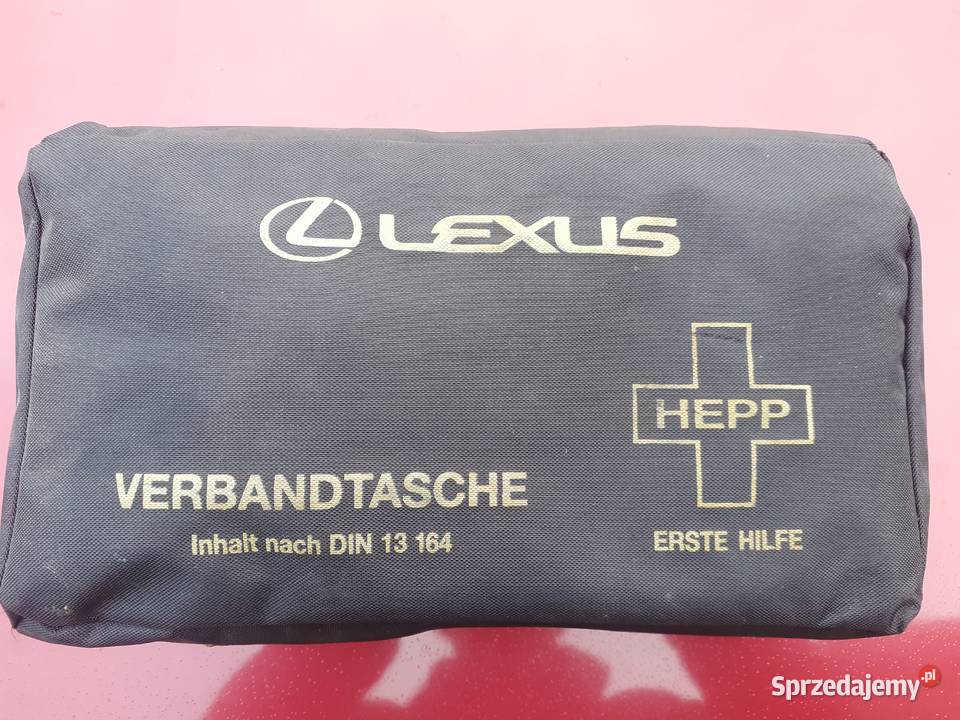 LEXUS
HEPP
VERBANDTASCHE
Inhalt nach DIN 13 164
ERSTE HILFE
Sprzedajemy.pl